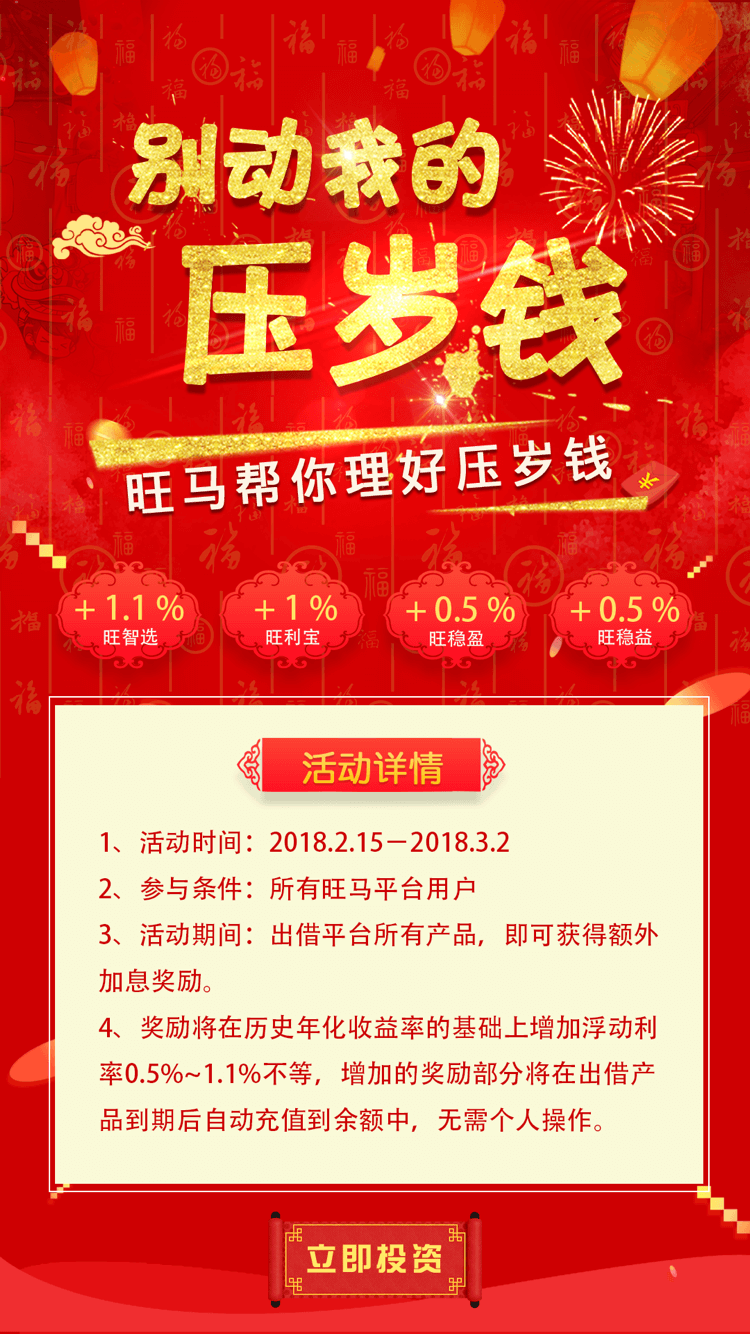 别动我的
压岁钱
旺马帮你理好压岁钱
+1.1%
旺智选
+1%
旺利宝
+0.5%
旺稳盈
+0.5%
旺稳益
活动详情
1、活动时间：2018.2.15－2018.3.2
2、参与条件：所有旺马平台用户
3、活动期间：出借平台所有产品，即可获得额外
加息奖励。
4、奖励将在历史年化收益率的基础上增加浮动利
率0.5%~1.1%不等，增加的奖励部分将在出借产
品到期后自动充值到余额中，无需个人操作。
立即投资